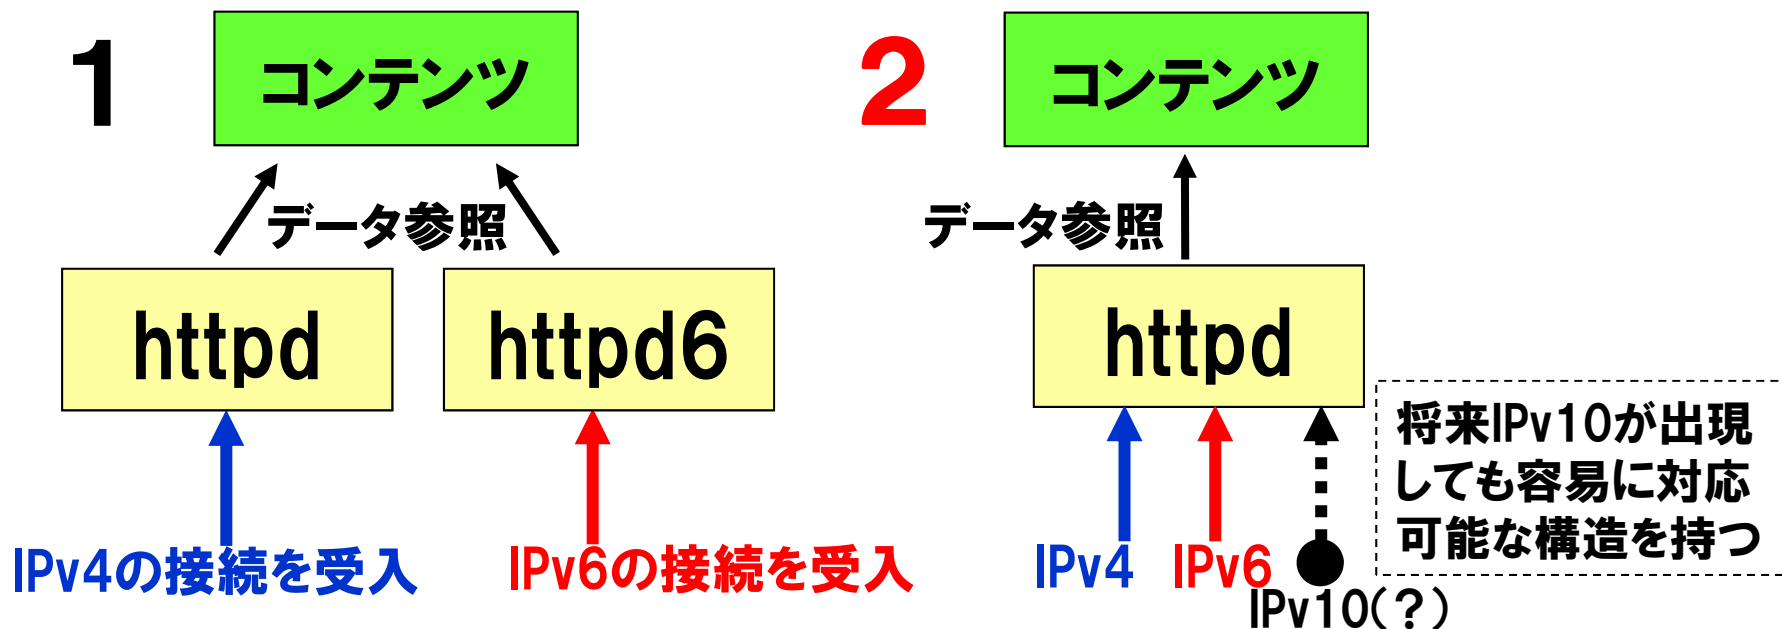 1
コンテンツ
データ参照
httpd
httpd6
IPv4の接続を受入
IPv6の接続を受入
2
コンテンツ
データ参照
httpd
IPv4
IPv6
IPv10(?)
将来IPv10が出現
しても容易に対応
可能な構造を持つ